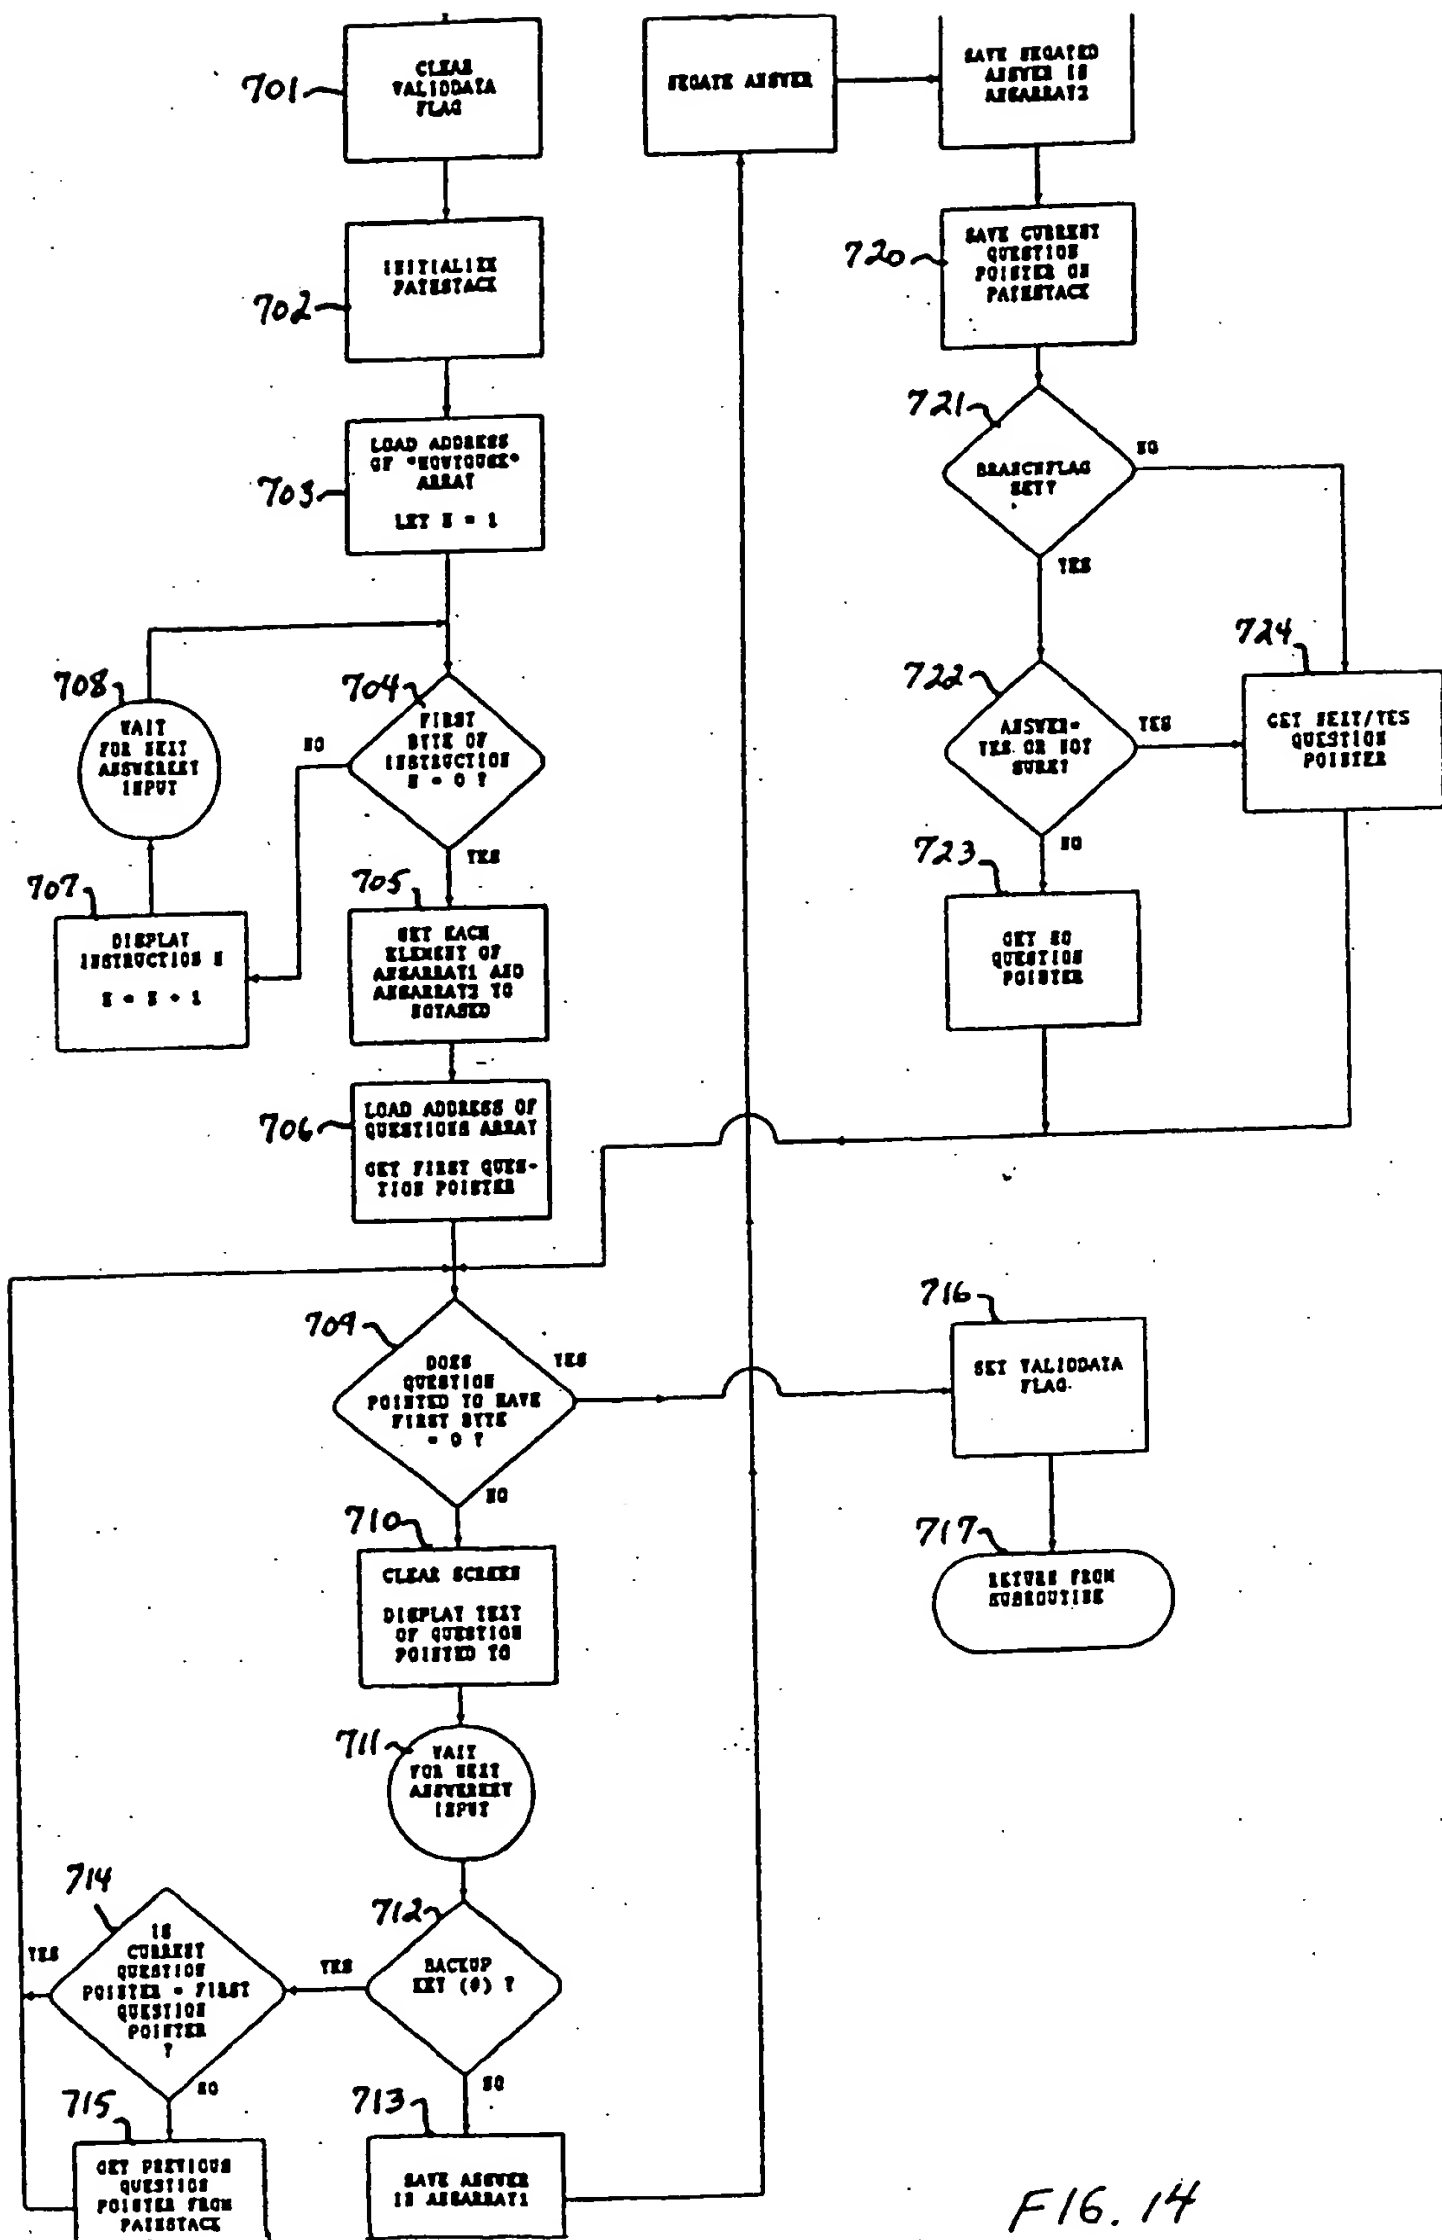 701
CLEAR
VALIDDATA
FLAG
702
INITIALIZE
PATHSTACK
703
LOAD ADDRESS
OF "HOWTOUSE"
ARRAY
LET N = 1
704
FIRST
BYTE OF
INSTRUCTION
N = 0 ?
NO
YES
708
WAIT
FOR NEXT
ANSWERKEY
INPUT
707
DISPLAY
INSTRUCTION N
N = N + 1
705
SET EACH
ELEMENT OF
ANSARRAY1 AND
ANSARRAY2 TO
NOTASKED
706
LOAD ADDRESS OF
QUESTIONS ARRAY
GET FIRST QUES-
TION POINTER
709
DOES
QUESTION
POINTED TO HAVE
FIRST BYTE
= 0 ?
YES
NO
710
CLEAR SCREEN
DISPLAY TEXT
OF QUESTION
POINTED TO
711
WAIT
FOR NEXT
ANSWERKEY
INPUT
712
BACKUP
KEY (#) ?
YES
NO
714
IS
CURRENT
QUESTION
POINTER = FIRST
QUESTION
POINTER
?
YES
NO
715
GET PREVIOUS
QUESTION
POINTER FROM
PATHSTACK
713
SAVE ANSWER
IN ANSARRAY1
NEGATE ANSWER
SAVE NEGATED
ANSWER IN
ANSARRAY2
720
SAVE CURRENT
QUESTION
POINTER ON
PATHSTACK
721
BRANCHFLAG
SET?
NO
YES
722
ANSWER=
YES OR NOT
SURE?
YES
NO
724
GET NEXT/YES
QUESTION
POINTER
723
GET NO
QUESTION
POINTER
716
SET VALIDDATA
FLAG
717
RETURN FROM
SUBROUTINE
FIG. 14